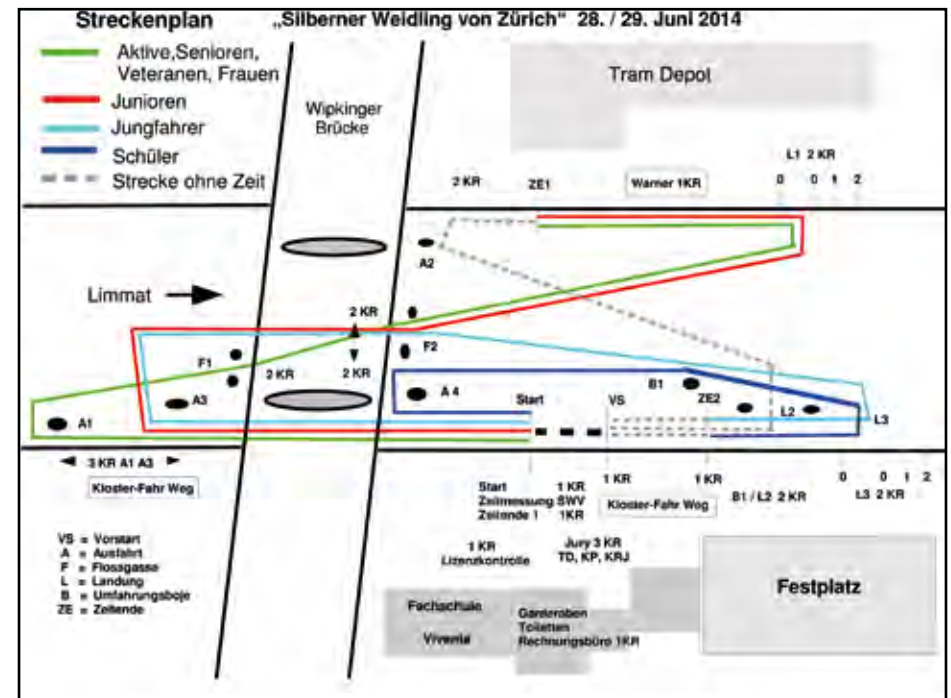 Streckenplan „Silberner Weidling von Zürich“ 28. / 29. Juni 2014
Aktive,Senioren,
Veteranen, Frauen
Junioren
Jungfahrer
Schüler
Strecke ohne Zeit
Wipkinger
Brücke
Tram Depot
L1 2 KR
2 KR ZE1 Warner 1KR 0 0 1 2
A2
Limmat
2 KR
F1 F2
2 KR 2 KR
A3 A 4 Start VS B1 ZE2 L2 L3
A1
3 KR A1 A3
Kloster-Fahr Weg
Start 1 KR
Zeitmessung SWV
Zeitende 1 1KR
1 KR
Kloster-Fahr Weg
1 KR
B1 / L2 2 KR
0 0 1 2
L3 2 KR
1 KR
Lizenzkontrolle
Jury 3 KR
TD, KP, KRJ
VS = Vorstart
A = Ausfahrt
F = Flossgasse
L = Landung
B = Umfahrungsboje
ZE = Zeitende
Fachschule
Viventa
Garderoben
Toiletten
Rechnungsbüro 1KR
Festplatz